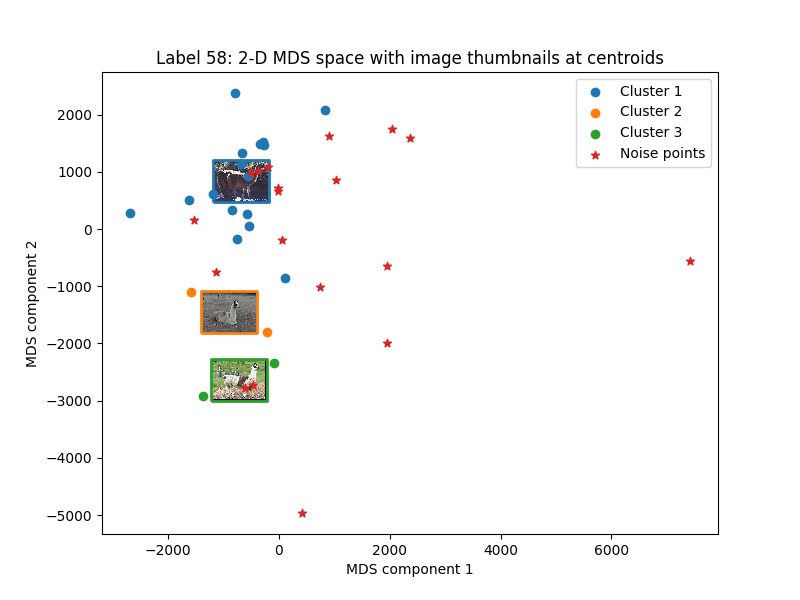 Label 58: 2-D MDS space with image thumbnails at centroids
Cluster 1
Cluster 2
Cluster 3
Noise points
2000
1000
0
−1000
−2000
−3000
−4000
−5000
MDS component 2
−2000
0
2000
4000
6000
MDS component 1